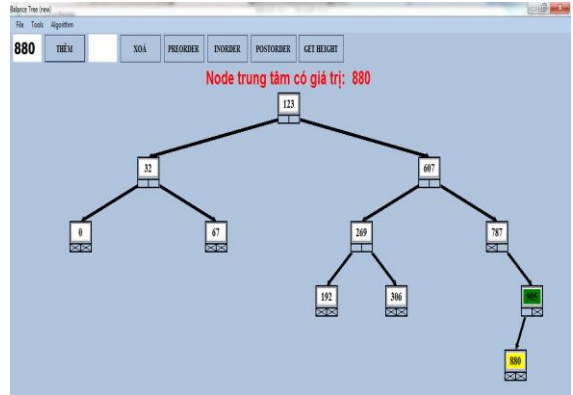 Balance Tree (new)
File Tools Algorithm
880 THÊM XOÁ PREORDER INORDER POSTORDER GET HEIGHT
Node trung tâm có giá trị: 880
123
32 607
0 67 269 787
192 306
880